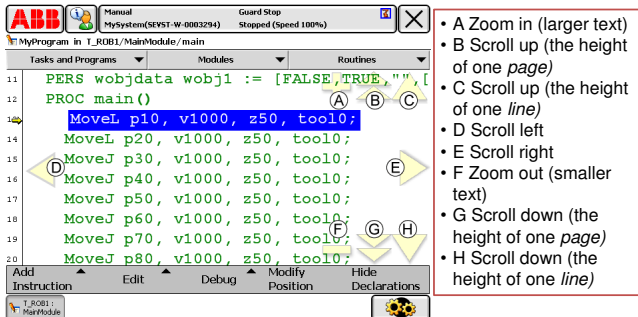 ABB
Manual
MySystem(SEVST-W-0003294)
Guard Stop
Stopped (Speed 100%)
MyProgram in T_ROB1/MainModule/main
Tasks and Programs
Modules
Routines
11 PERS wobjdata wobj1 := [FALSE,TRUE,"",[
12 PROC main()
13 MoveL p10, v1000, z50, tool0;
14 MoveL p20, v1000, z50, tool0;
15 MoveJ p30, v1000, z50, tool0;
16 MoveJ p40, v1000, z50, tool0;
17 MoveJ p50, v1000, z50, tool0;
18 MoveJ p60, v1000, z50, tool0;
19 MoveJ p70, v1000, z50, tool0;
20 MoveJ p80, v1000, z50, tool0;
A
B
C
D
E
F
G
H
Add
Instruction
Edit
Debug
Modify
Position
Hide
Declarations
T_ROB1 :
MainModule
• A Zoom in (larger text)
• B Scroll up (the height
of one page)
• C Scroll up (the height
of one line)
• D Scroll left
• E Scroll right
• F Zoom out (smaller
text)
• G Scroll down (the
height of one page)
• H Scroll down (the
height of one line)